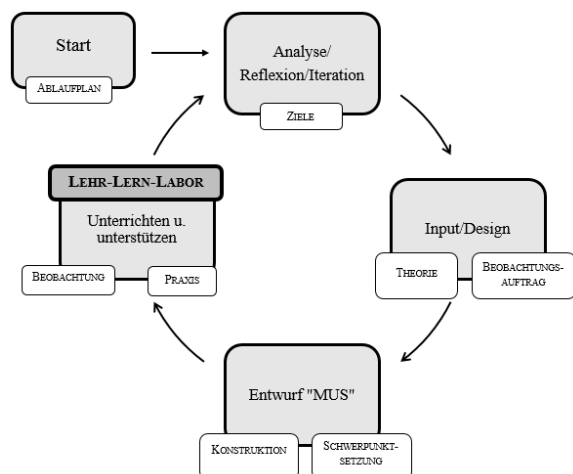 Start
ABLAUFPLAN
Analyse/
Reflexion/Iteration
ZIELE
Input/Design
THEORIE
BEOBACHTUNGS-
AUFTRAG
Entwurf "MUS"
KONSTRUKTION
SCHWERPUNKT-
SETZUNG
LEHR-LERN-LABOR
Unterrichten u.
unterstützen
BEOBACHTUNG
PRAXIS